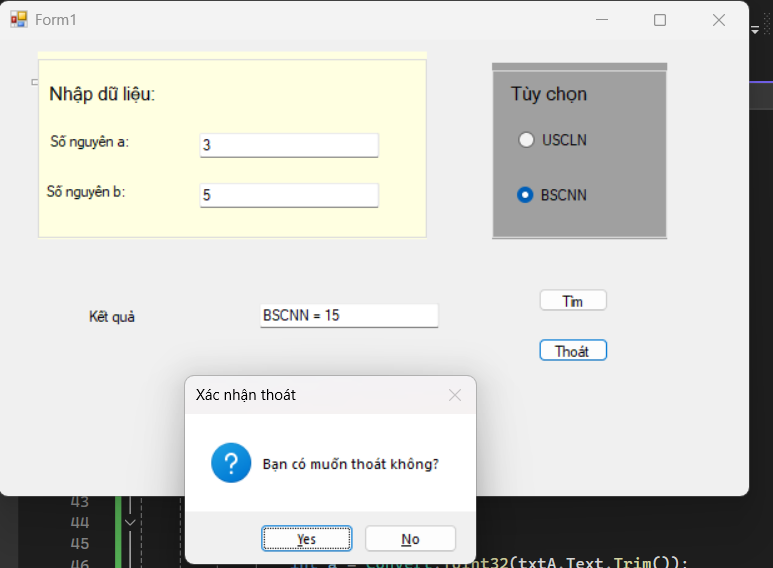 Form1
Nhập dữ liệu:
Số nguyên a:
3
Số nguyên b:
5
Tùy chọn
USCLN
BSCNN
Kết quả
BSCNN = 15
Tìm
Thoát
Xác nhận thoát
Bạn có muốn thoát không?
Yes
No
43
44
45
46
int a = Convert.ToInt32(txtA.Text.Trim());